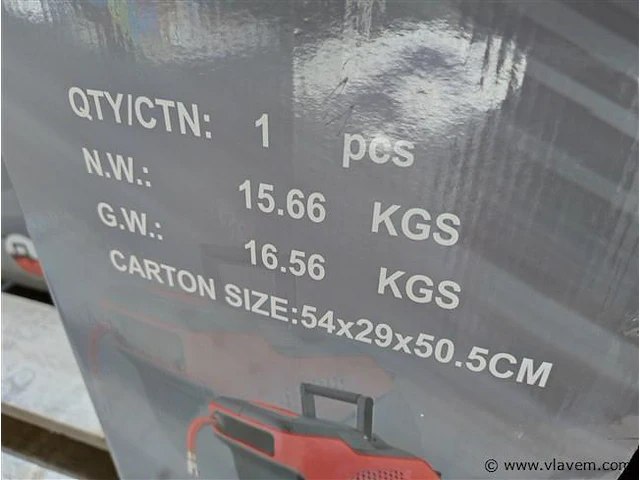 QTY/CTN: 1 pcs
N.W.: 15.66 KGS
G.W.: 16.56 KGS
CARTON SIZE:54x29x50.5CM
© www.vlavem.com